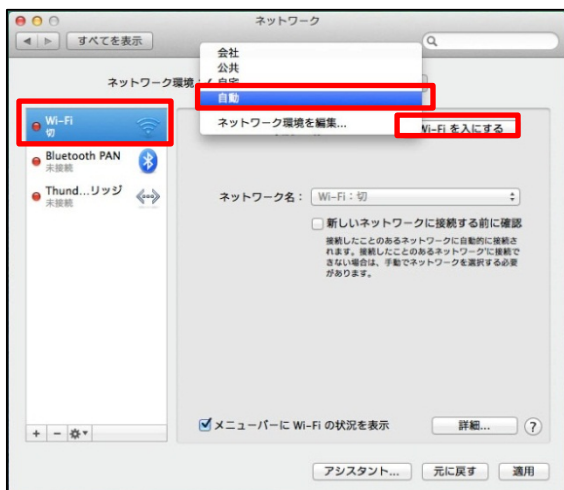 ネットワーク
すべてを表示
会社
公共
ネットワーク環境：
自宅
自動
ネットワーク環境を編集...
Wi-Fi
切
Wi-Fi を入にする
Bluetooth PAN
未接続
Thund...リッジ
未接続
ネットワーク名： Wi-Fi：切
新しいネットワークに接続する前に確認
接続したことのあるネットワークに自動的に接続さ
れます。接続したことのあるネットワークに接続で
きない場合は、手動でネットワークを選択する必要
があります。
メニューバーに Wi-Fi の状況を表示
詳細...
?
アシスタント...
元に戻す
適用